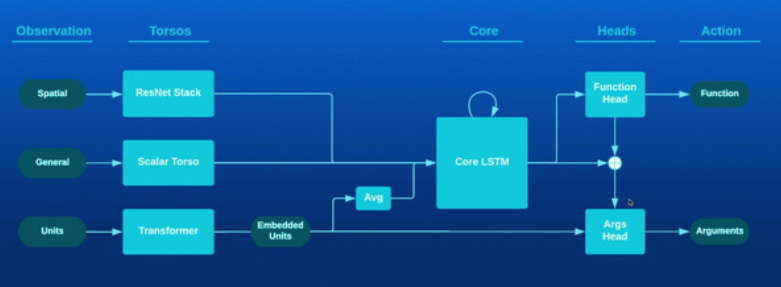 Observation Torsos Core Heads Action
Spatial
ResNet Stack
Function
Head
Function
General
Scalar Torso
Core LSTM
Avg
Units
Transformer
Embedded
Units
Args
Head
Arguments